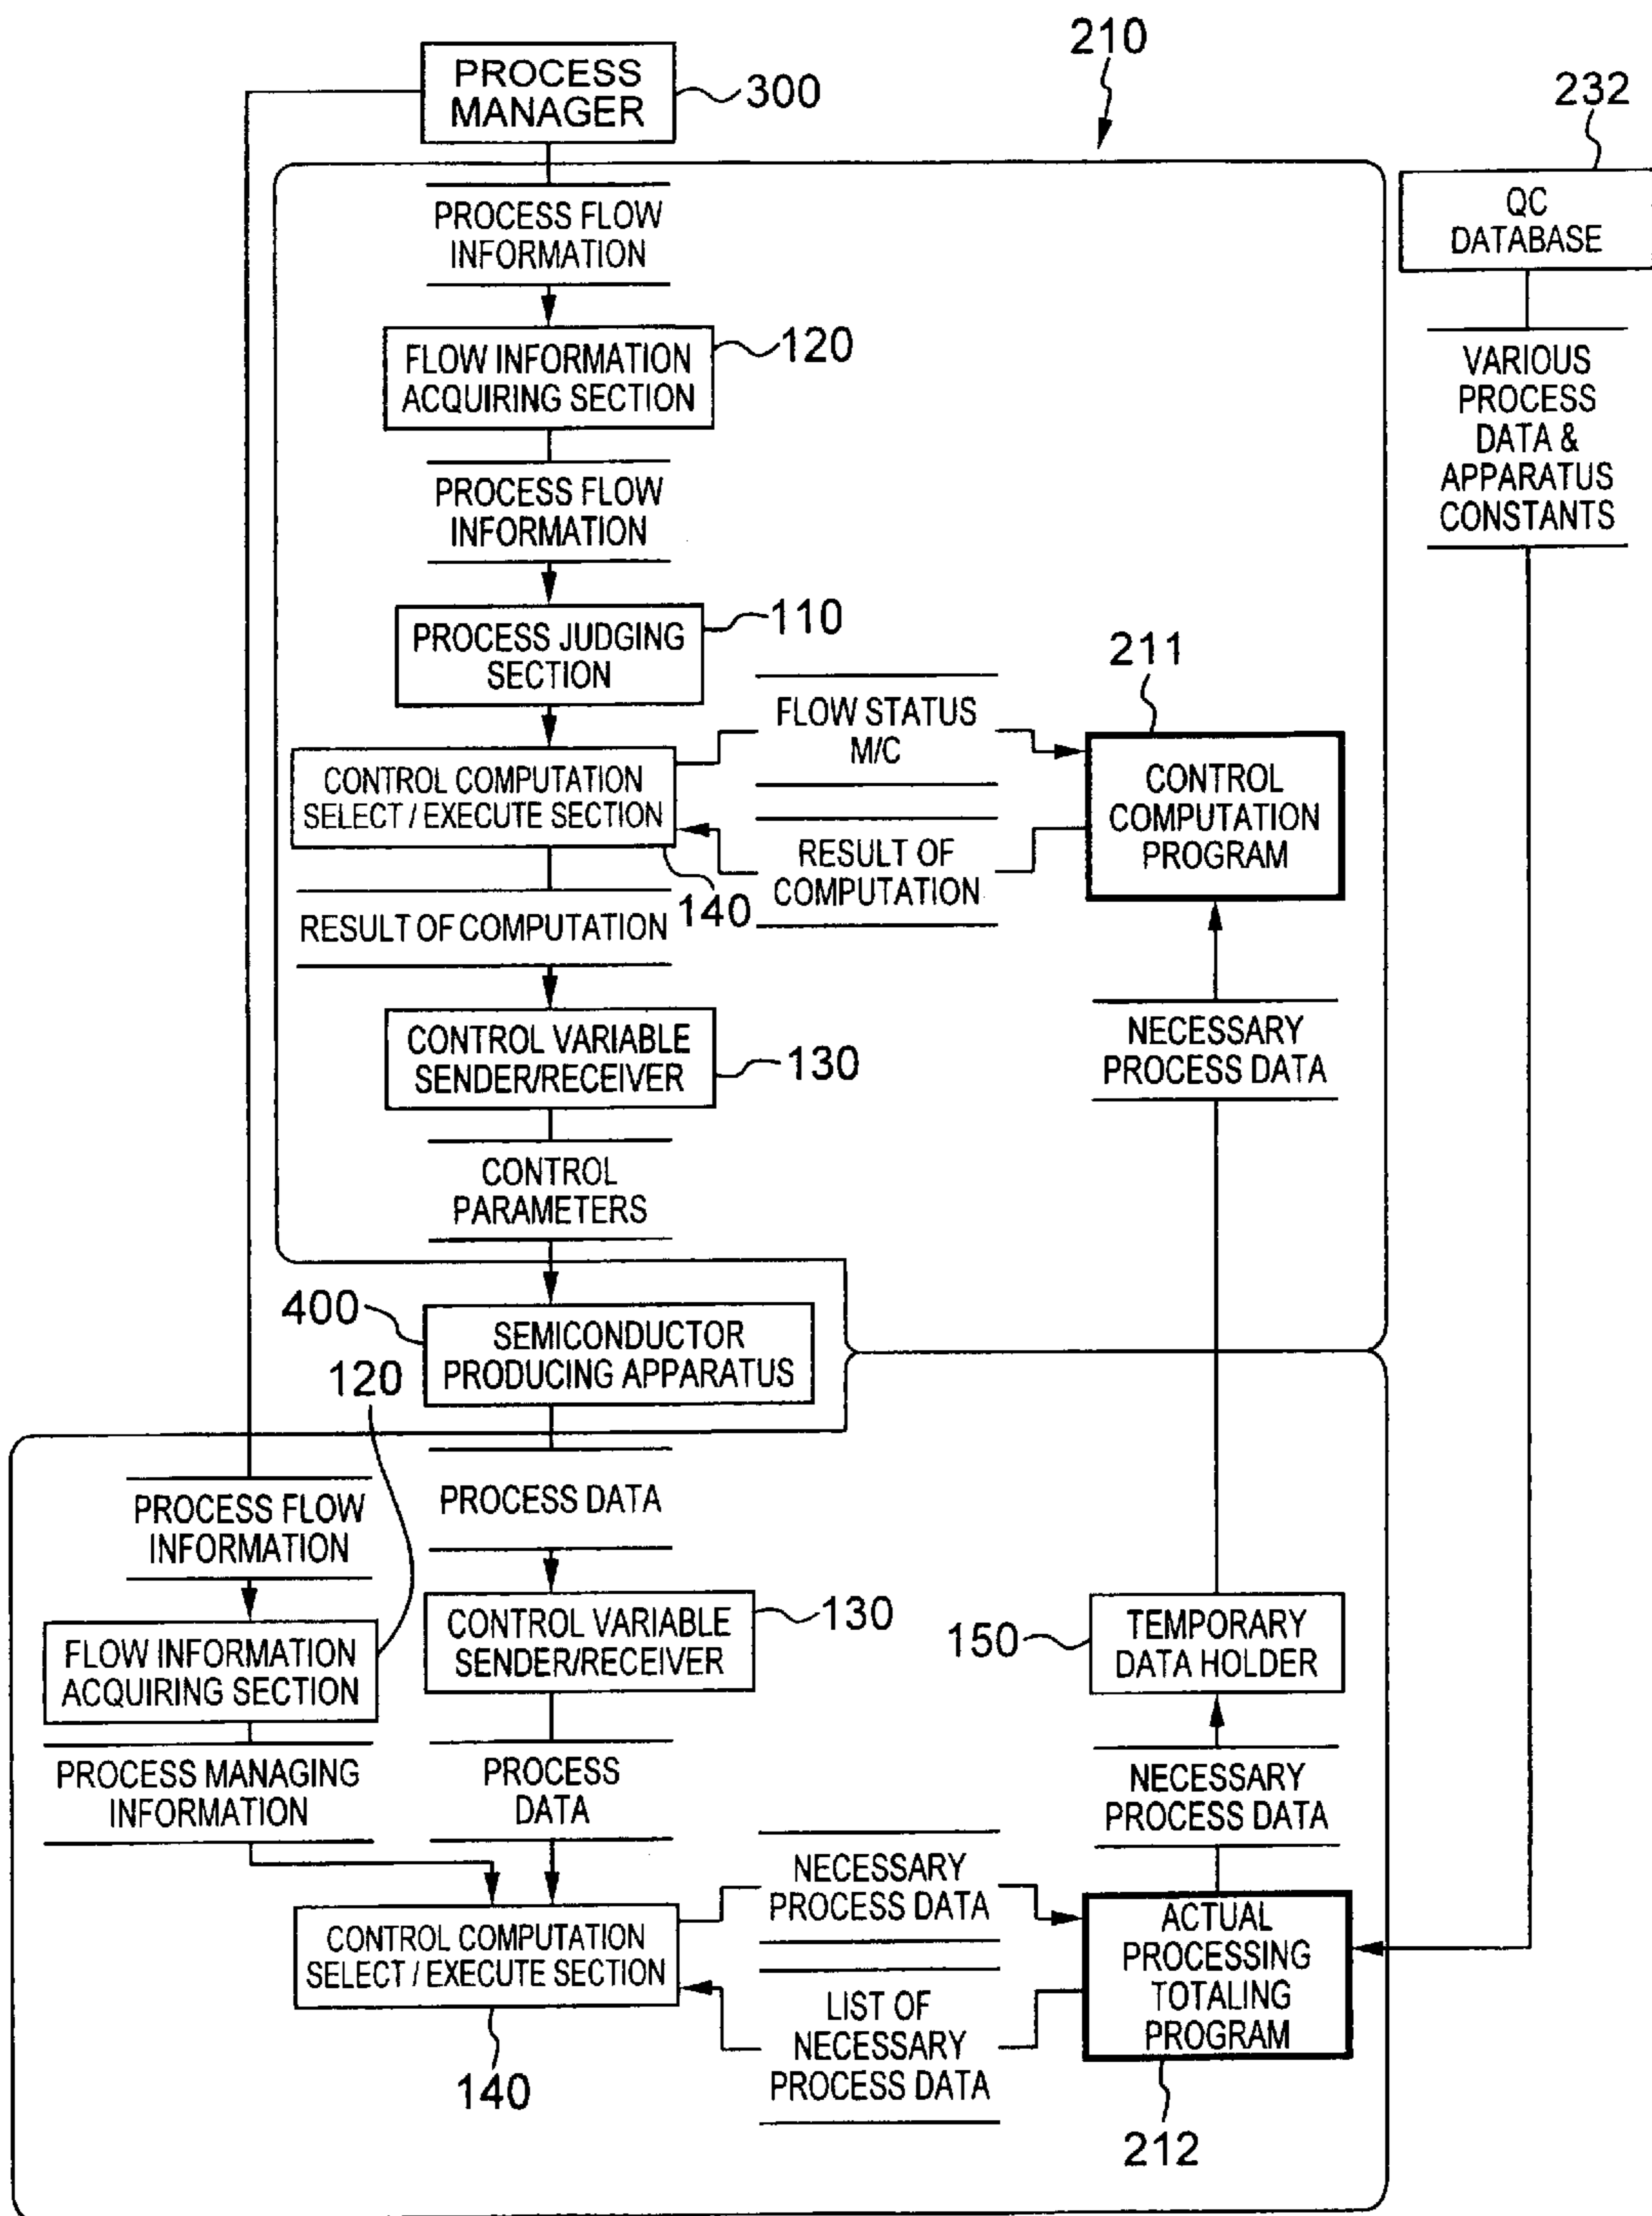 210
232
PROCESS
MANAGER
300
QC
DATABASE
PROCESS FLOW
INFORMATION
120
FLOW INFORMATION
ACQUIRING SECTION
VARIOUS
PROCESS
DATA &
APPARATUS
CONSTANTS
PROCESS FLOW
INFORMATION
110
PROCESS JUDGING
SECTION
211
FLOW STATUS
M/C
CONTROL COMPUTATION
SELECT / EXECUTE SECTION
140
CONTROL
COMPUTATION
PROGRAM
RESULT OF
COMPUTATION
RESULT OF COMPUTATION
CONTROL VARIABLE
SENDER/RECEIVER
130
NECESSARY
PROCESS DATA
CONTROL
PARAMETERS
400
SEMICONDUCTOR
PRODUCING APPARATUS
120
PROCESS FLOW
INFORMATION
PROCESS DATA
FLOW INFORMATION
ACQUIRING SECTION
CONTROL VARIABLE
SENDER/RECEIVER
130
150
TEMPORARY
DATA HOLDER
PROCESS MANAGING
INFORMATION
PROCESS
DATA
NECESSARY
PROCESS DATA
NECESSARY
PROCESS DATA
CONTROL COMPUTATION
SELECT / EXECUTE SECTION
140
ACTUAL
PROCESSING
TOTALING
PROGRAM
LIST OF
NECESSARY
PROCESS DATA
212